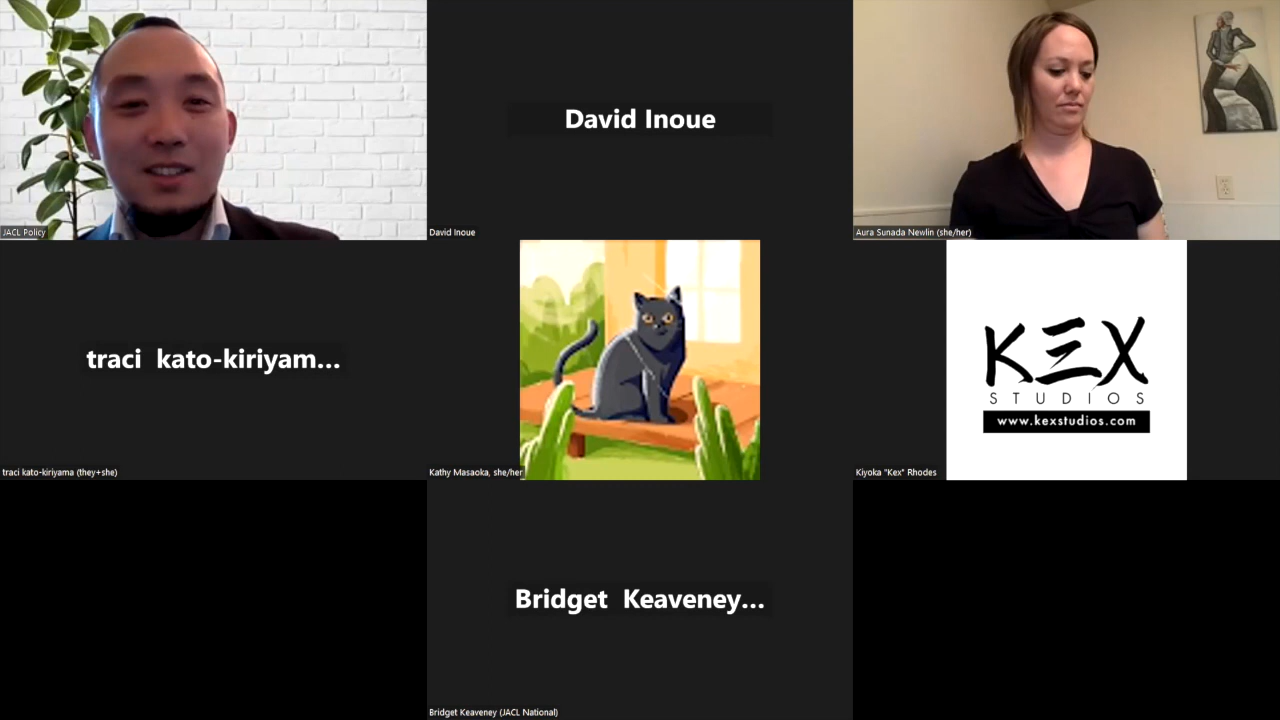 JACL Policy
David Inoue
David Inoue
Aura Sunada Newlin (she/her)
traci kato-kiriyam...
traci kato-kiriyama (they+she)
Kathy Masaoka, she/her
KEX
STUDIOS
www.kexstudios.com
Kiyoka "Kex" Rhodes
Bridget Keaveney...
Bridget Keaveney (JACL National)